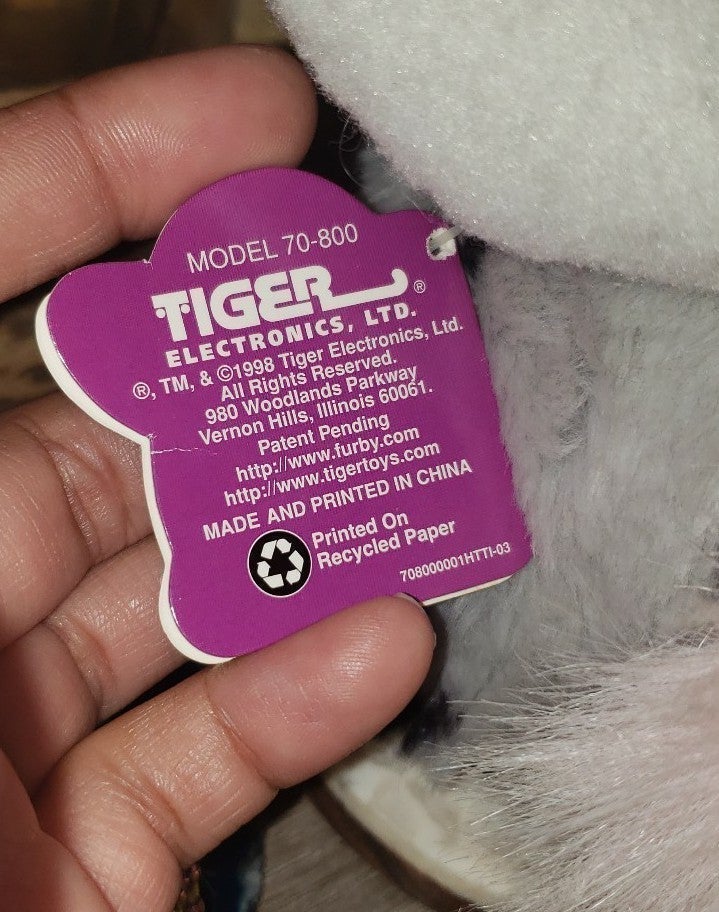 MODEL 70-800
TIGER®
ELECTRONICS, LTD.
®, TM, & ©1998 Tiger Electronics, Ltd.
All Rights Reserved.
980 Woodlands Parkway
Vernon Hills, Illinois 60061.
Patent Pending
http://www.furby.com
http://www.tigertoys.com
MADE AND PRINTED IN CHINA
Printed On
Recycled Paper
708000001HTTI-03